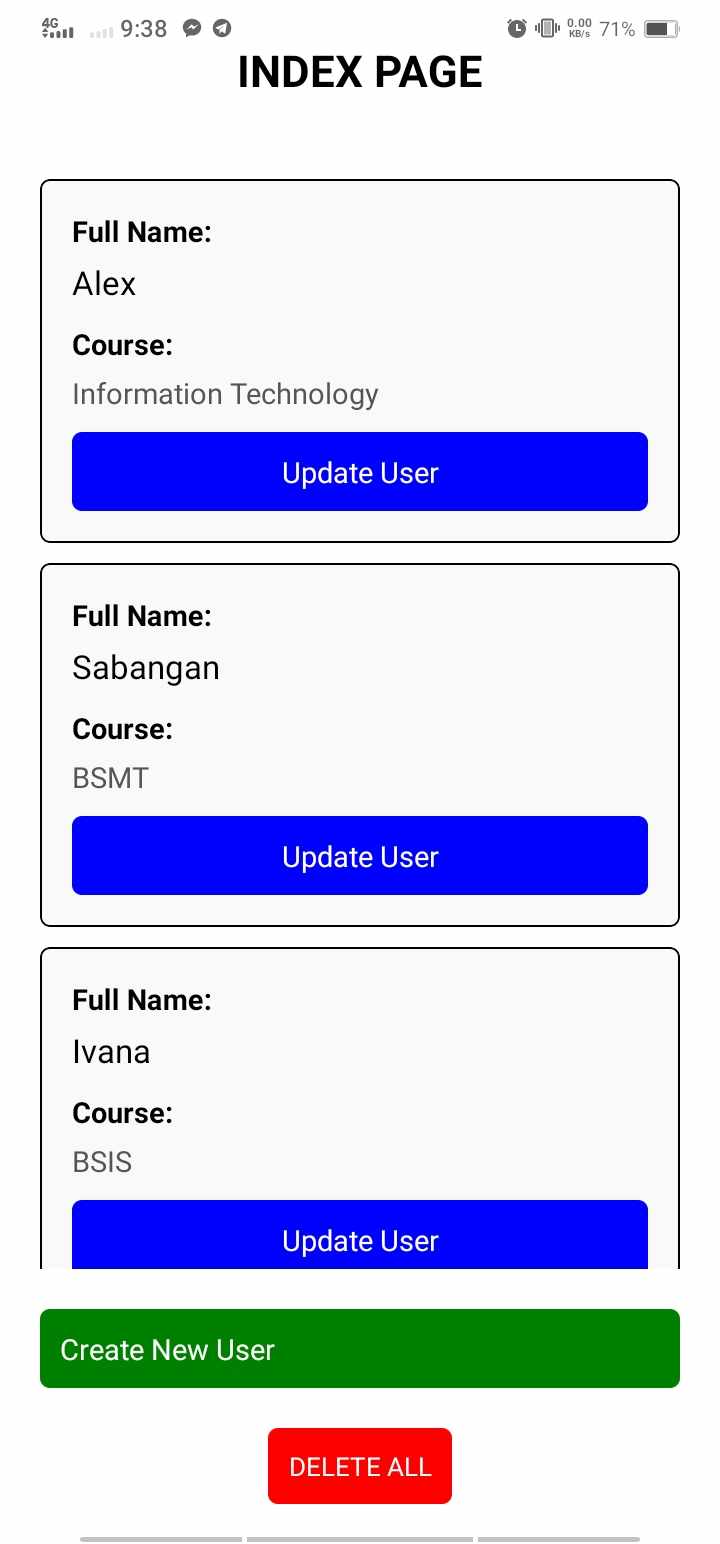 4G 9:38 0.00 KB/s 71%
INDEX PAGE
Full Name:
Alex
Course:
Information Technology
Update User
Full Name:
Sabangan
Course:
BSMT
Update User
Full Name:
Ivana
Course:
BSIS
Update User
Create New User
DELETE ALL